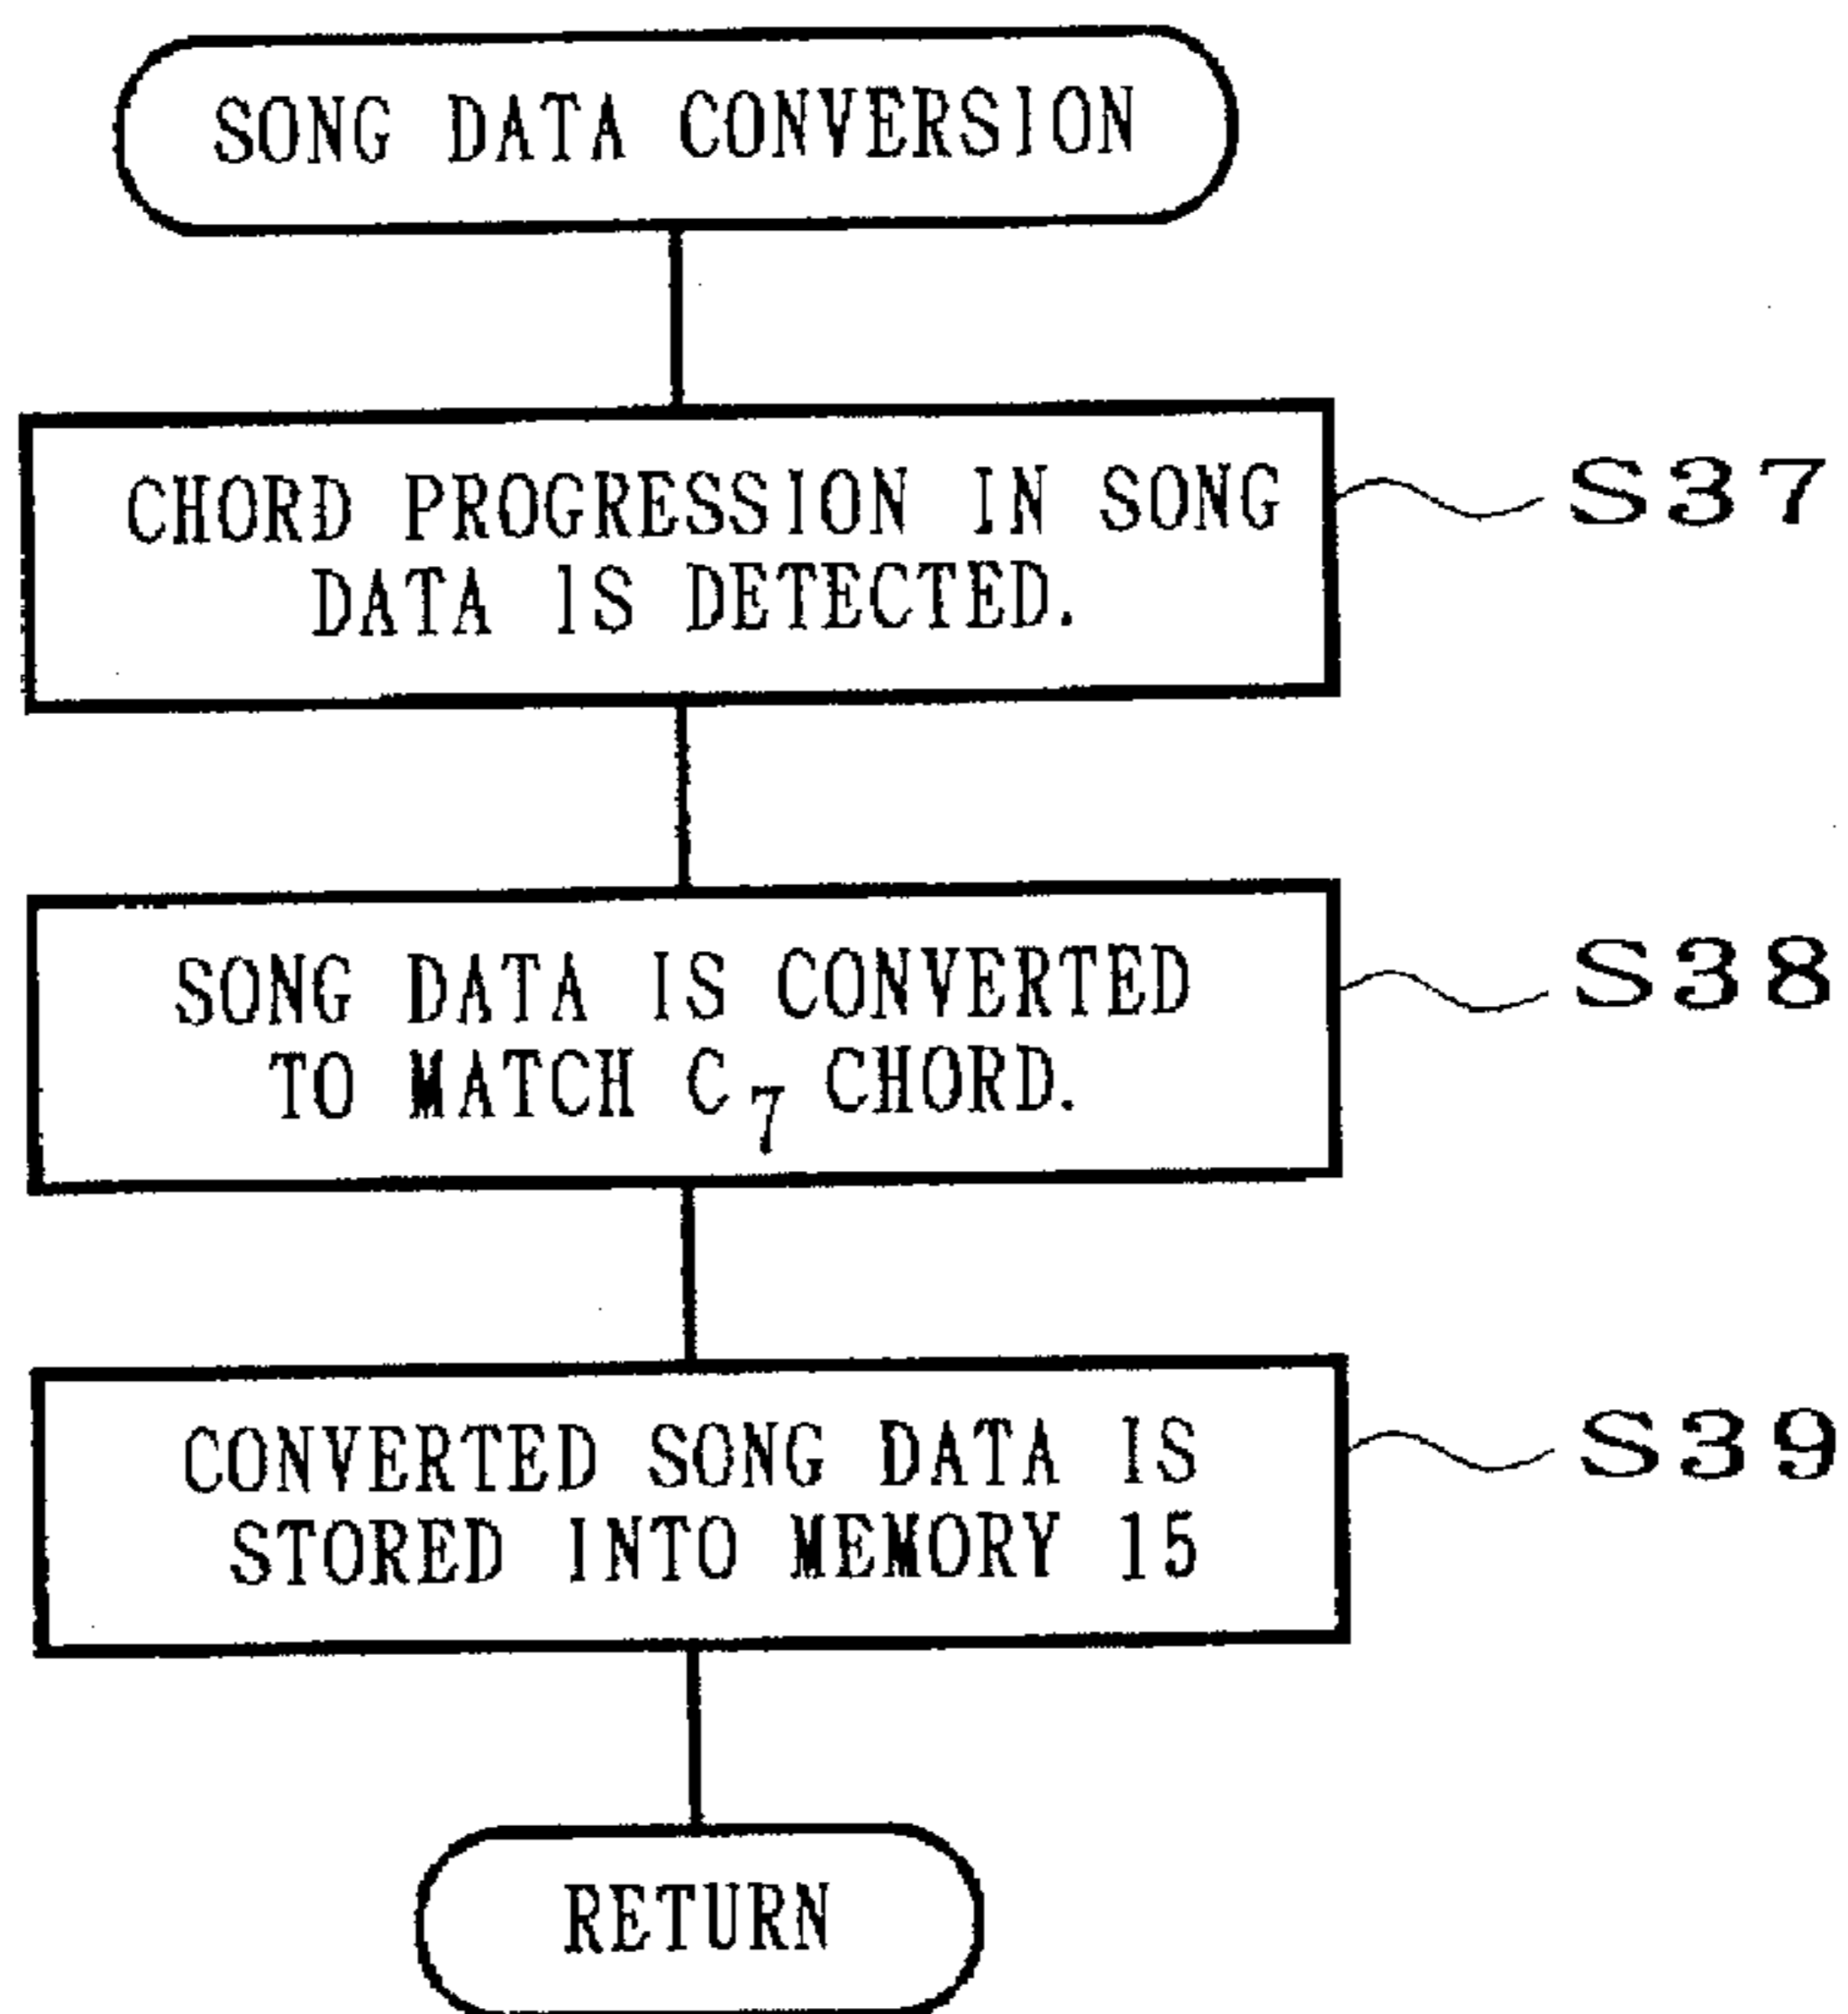 SONG DATA CONVERSION
CHORD PROGRESSION IN SONG
DATA IS DETECTED.
S37
SONG DATA IS CONVERTED
TO MATCH C₇ CHORD.
S38
CONVERTED SONG DATA IS
STORED INTO MEMORY 15
S39
RETURN